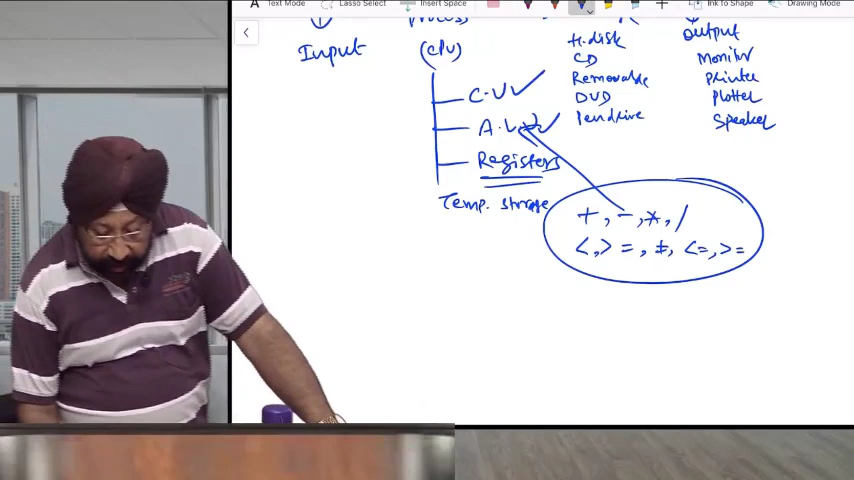 A Text Mode Lasso Select Insert Space Ink to Shape Drawing Mode
Process
Input
(CPU)
C.U
A.L.U
Registers
Temp. storage
H.disk
CD
Removable
DVD
Pendrive
Output
Monitor
Printer
Plotter
Speaker
+, -, *, /
<, > =, ≠, <=, >=